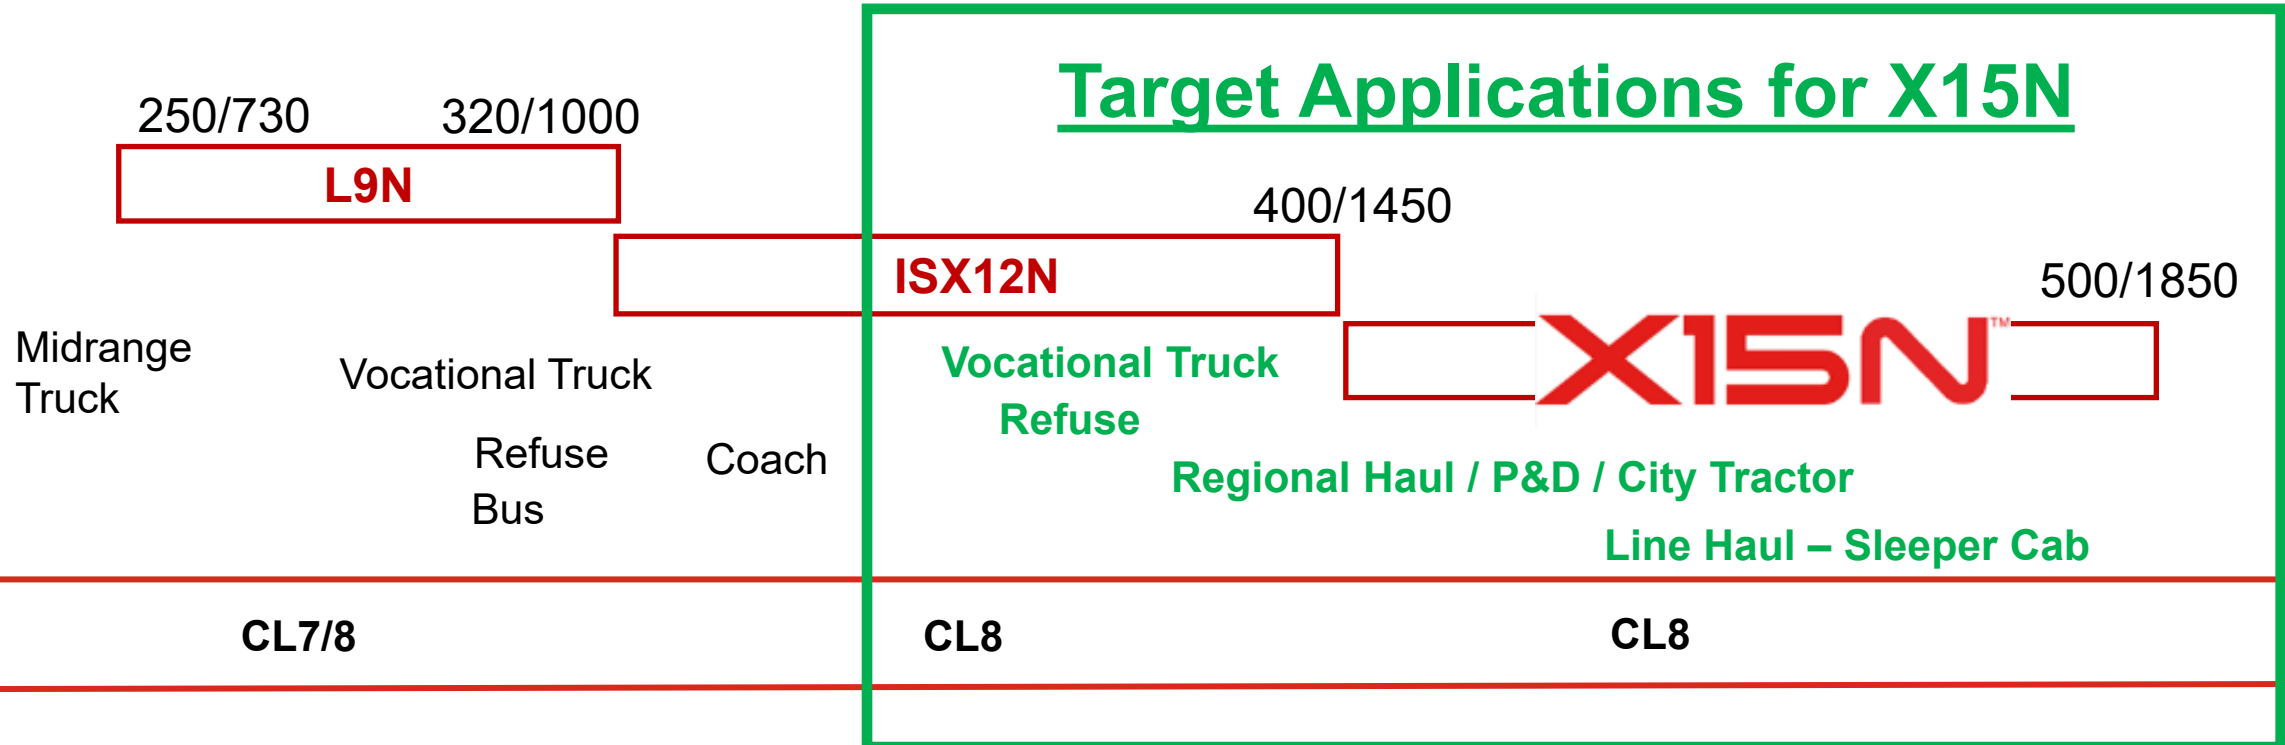 Target Applications for X15N
250/730
320/1000
L9N
400/1450
ISX12N
500/1850
X15N™
Midrange
Truck
Vocational Truck
Refuse
Bus
Coach
Vocational Truck
Refuse
Regional Haul / P&D / City Tractor
Line Haul – Sleeper Cab
CL7/8
CL8
CL8